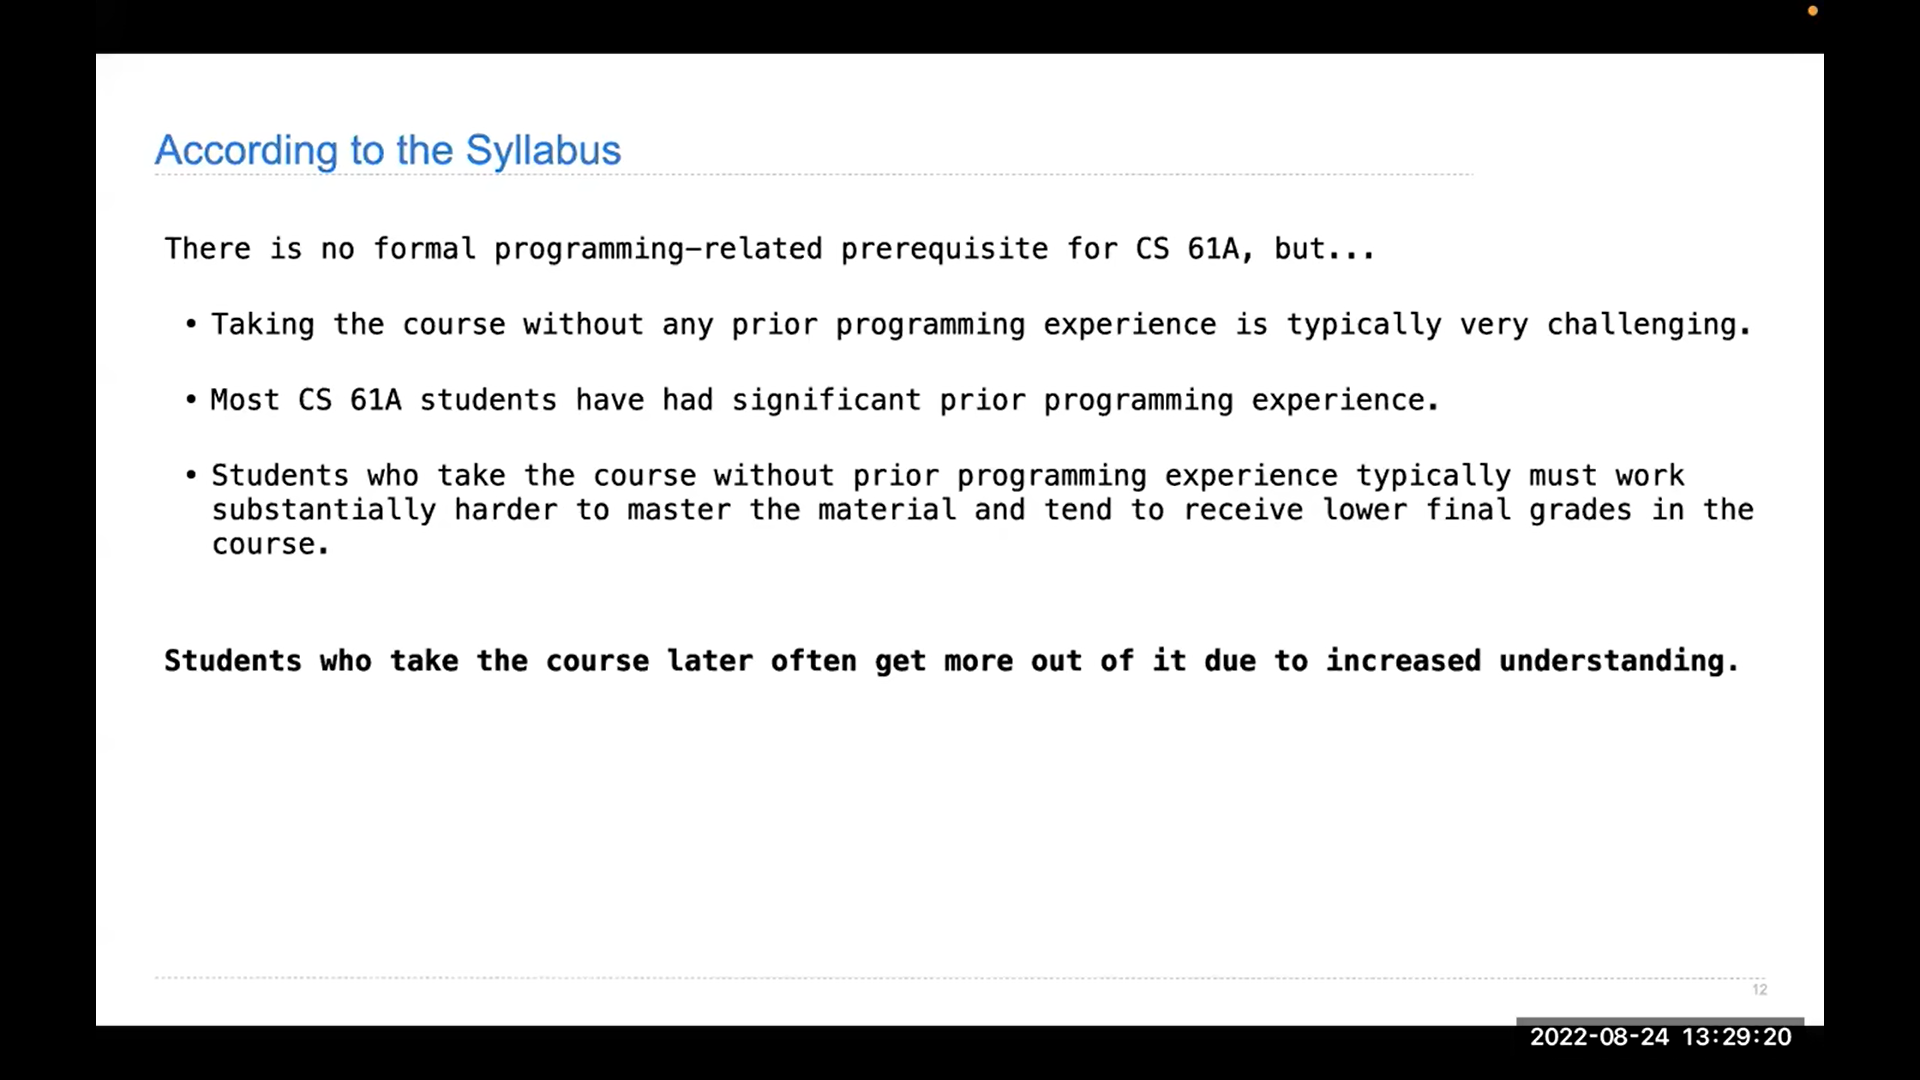 According to the Syllabus
There is no formal programming-related prerequisite for CS 61A, but...
• Taking the course without any prior programming experience is typically very challenging.
• Most CS 61A students have had significant prior programming experience.
• Students who take the course without prior programming experience typically must work
substantially harder to master the material and tend to receive lower final grades in the
course.
Students who take the course later often get more out of it due to increased understanding.
12
2022-08-24 13:29:20